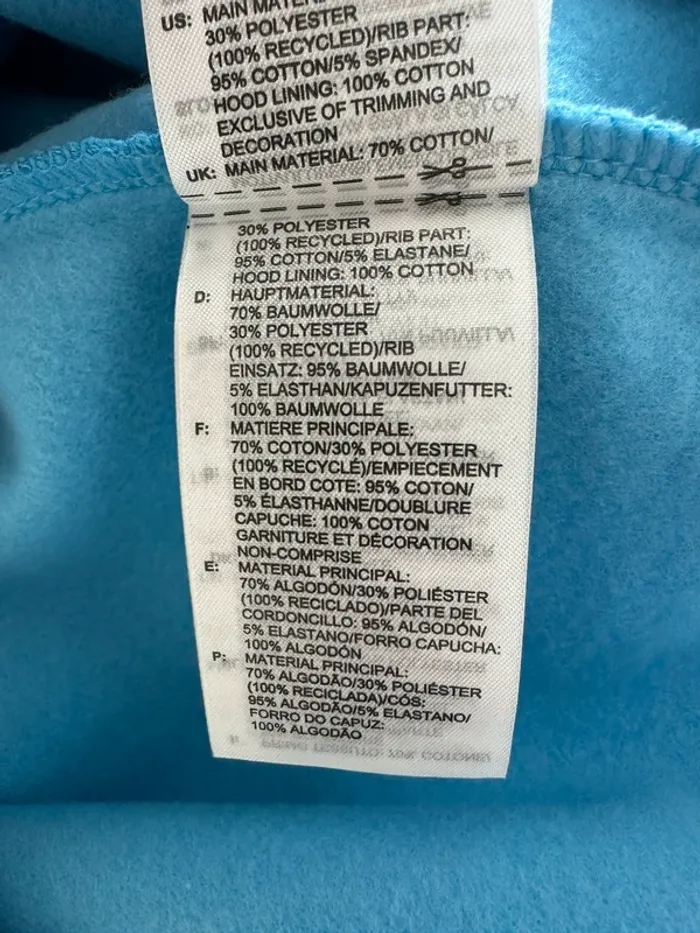 US: MAIN MATERIAL
30% POLYESTER
(100% RECYCLED)/RIB PART:
95% COTTON/5% SPANDEX/
HOOD LINING: 100% COTTON
EXCLUSIVE OF TRIMMING AND
DECORATION
UK: MAIN MATERIAL: 70% COTTON/
30% POLYESTER
(100% RECYCLED)/RIB PART:
95% COTTON/5% ELASTANE/
HOOD LINING: 100% COTTON
D: HAUPTMATERIAL:
70% BAUMWOLLE/
30% POLYESTER
(100% RECYCLED)/RIB
EINSATZ: 95% BAUMWOLLE/
5% ELASTHAN/KAPUZENFUTTER:
100% BAUMWOLLE
F: MATIERE PRINCIPALE:
70% COTON/30% POLYESTER
(100% RECYCLÉ)/EMPIECEMENT
EN BORD COTE: 95% COTON/
5% ÉLASTHANNE/DOUBLURE
CAPUCHE: 100% COTON
GARNITURE ET DÉCORATION
NON-COMPRISE
E: MATERIAL PRINCIPAL:
70% ALGODÓN/30% POLIÉSTER
(100% RECICLADO)/PARTE DEL
CORDONCILLO: 95% ALGODÓN/
5% ELASTANO/FORRO CAPUCHA:
100% ALGODÓN
P: MATERIAL PRINCIPAL:
70% ALGODÃO/30% POLIÉSTER
(100% RECICLADA)/CÓS:
95% ALGODÃO/5% ELASTANO/
FORRO DO CAPUZ:
100% ALGODÃO